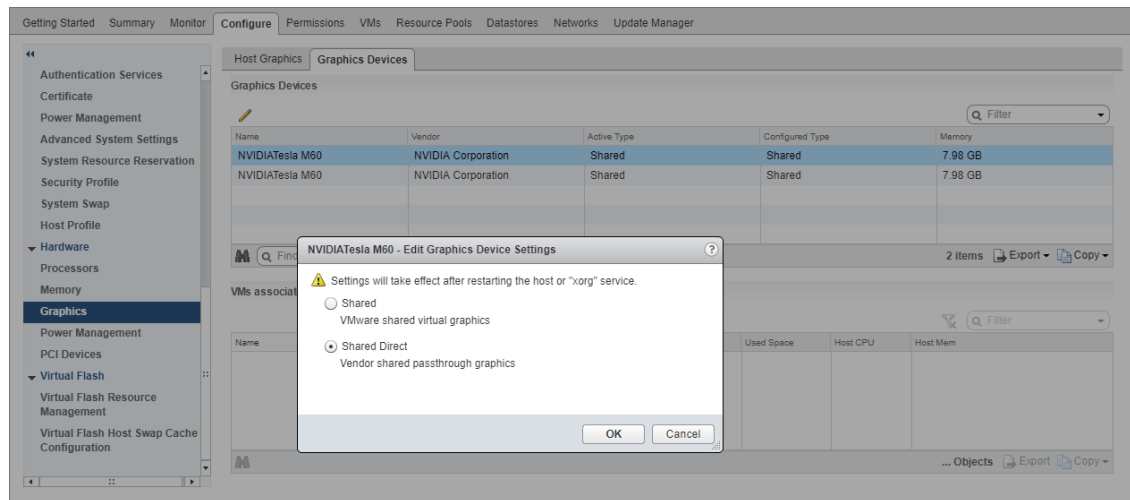 Getting Started Summary Monitor Configure Permissions VMs Resource Pools Datastores Networks Update Manager
Authentication Services
Certificate
Power Management
Advanced System Settings
System Resource Reservation
Security Profile
System Swap
Host Profile
Hardware
Processors
Memory
Graphics
Power Management
PCI Devices
Virtual Flash
Virtual Flash Resource
Management
Virtual Flash Host Swap Cache
Configuration
Host Graphics Graphics Devices
Graphics Devices
Filter
Name Vendor Active Type Configured Type Memory
NVIDIATesla M60 NVIDIA Corporation Shared Shared 7.98 GB
NVIDIATesla M60 NVIDIA Corporation Shared Shared 7.98 GB
2 items Export Copy
VMs associat
Filter
Name Used Space Host CPU Host Mem
... Objects Export Copy
NVIDIATesla M60 - Edit Graphics Device Settings ?
Settings will take effect after restarting the host or "xorg" service.
Shared
VMware shared virtual graphics
Shared Direct
Vendor shared passthrough graphics
OK Cancel